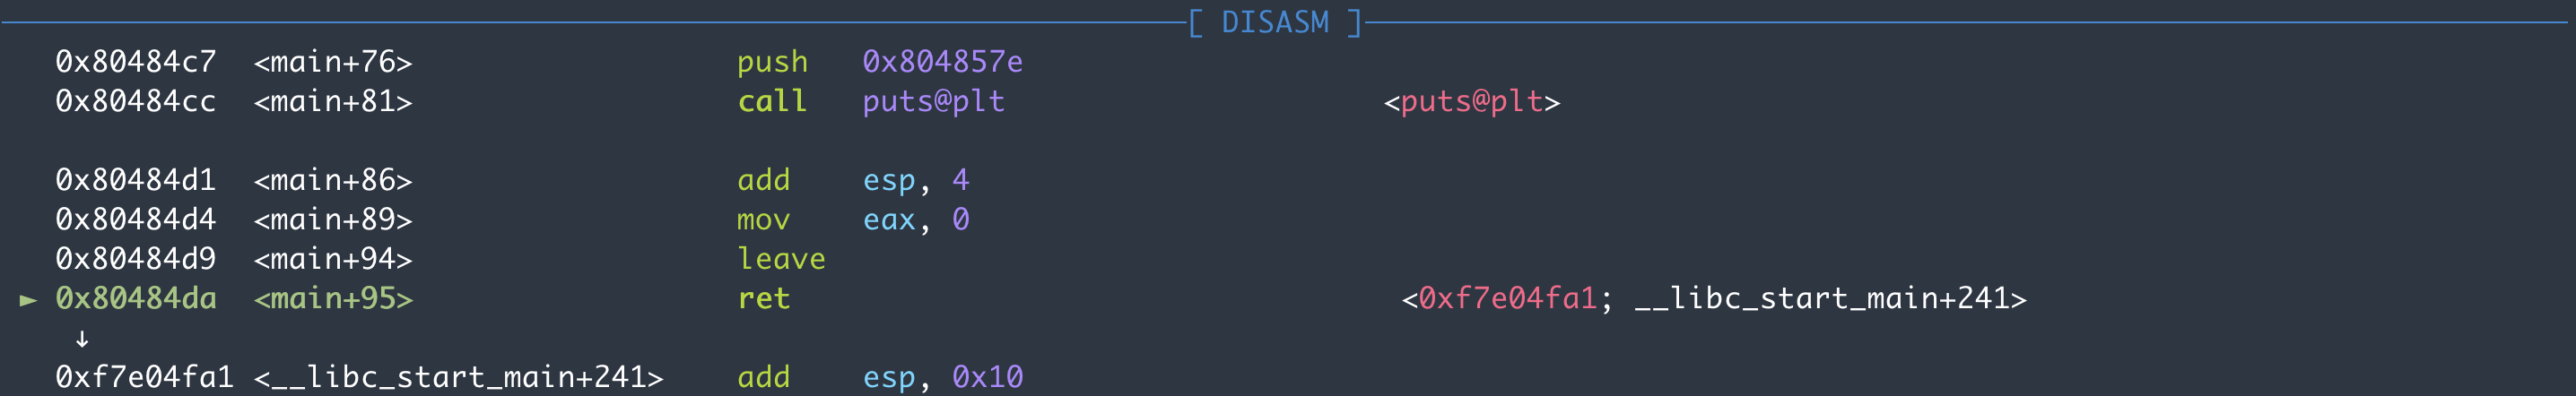 [ DISASM ]
0x80484c7 <main+76> push 0x804857e
0x80484cc <main+81> call puts@plt <puts@plt>
0x80484d1 <main+86> add esp, 4
0x80484d4 <main+89> mov eax, 0
0x80484d9 <main+94> leave
► 0x80484da <main+95> ret <0xf7e04fa1; __libc_start_main+241>
↓
0xf7e04fa1 <__libc_start_main+241> add esp, 0x10